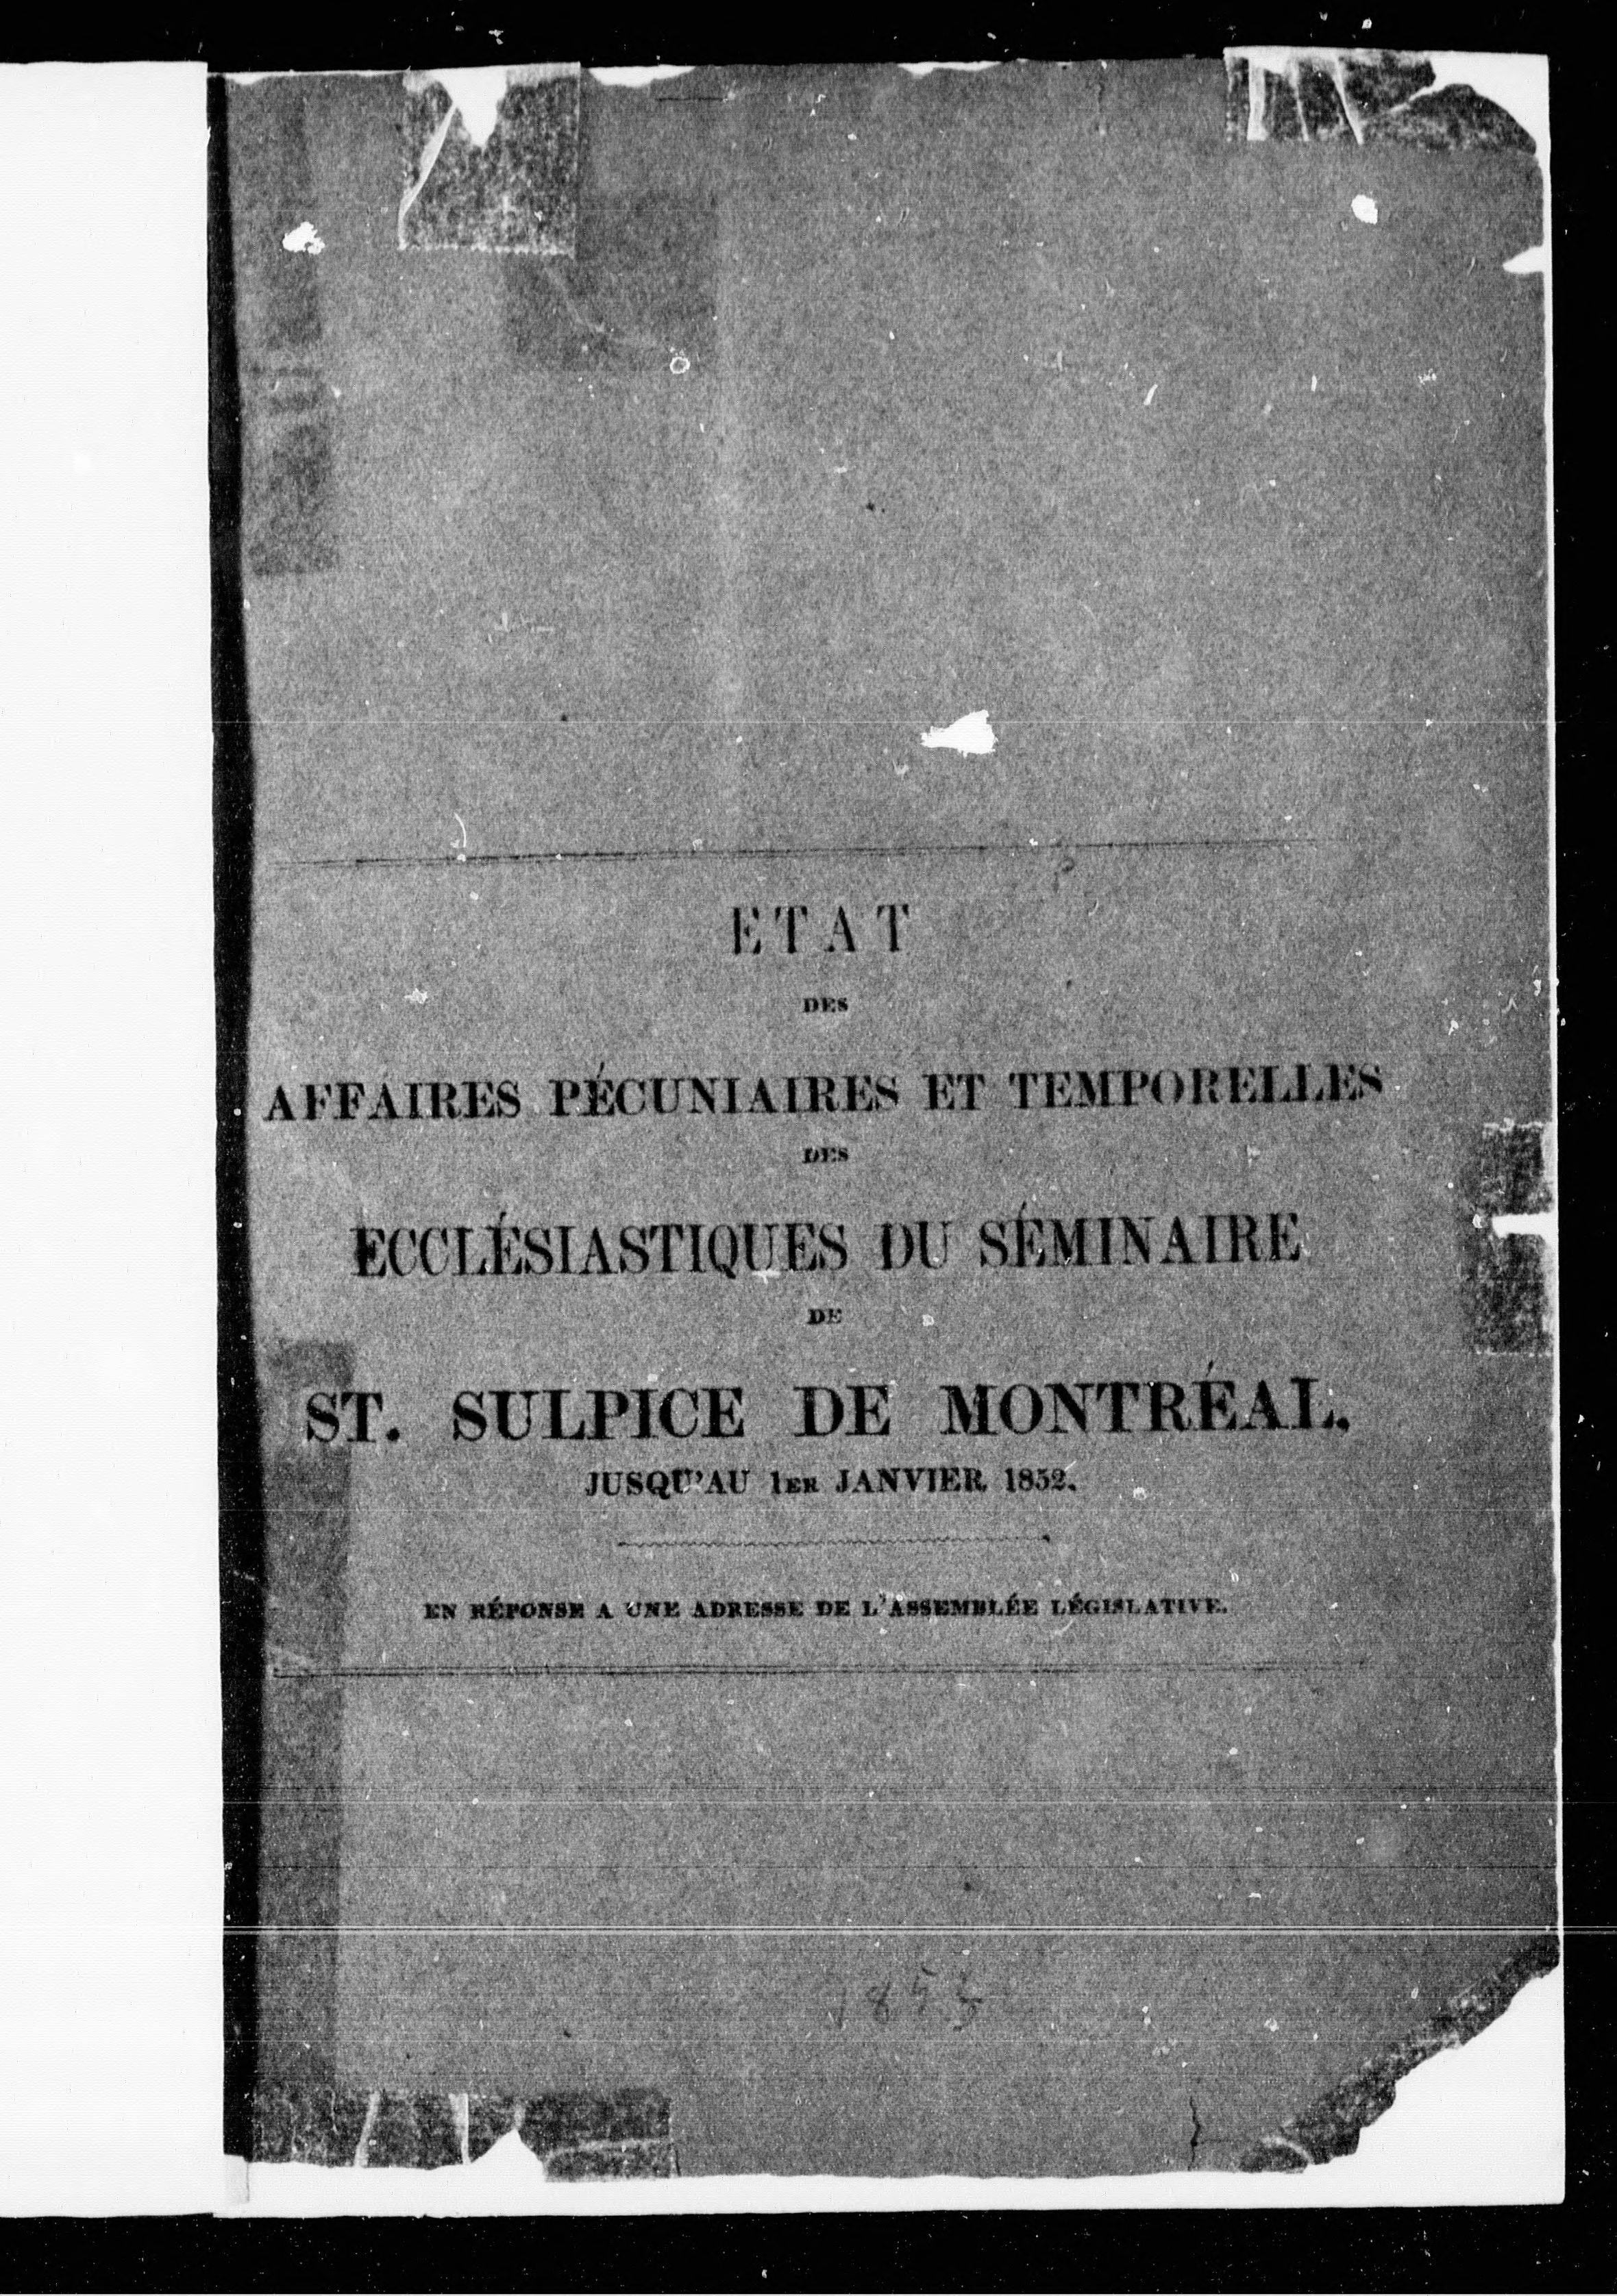 ETAT
DES
AFFAIRES PÉCUNIAIRES ET TEMPORELLES
DES
ECCLÉSIASTIQUES DU SÉMINAIRE
DE
ST. SULPICE DE MONTRÉAL,
JUSQU'AU 1ER JANVIER, 1852.
EN RÉPONSE A UNE ADRESSE DE L'ASSEMBLÉE LÉGISLATIVE.